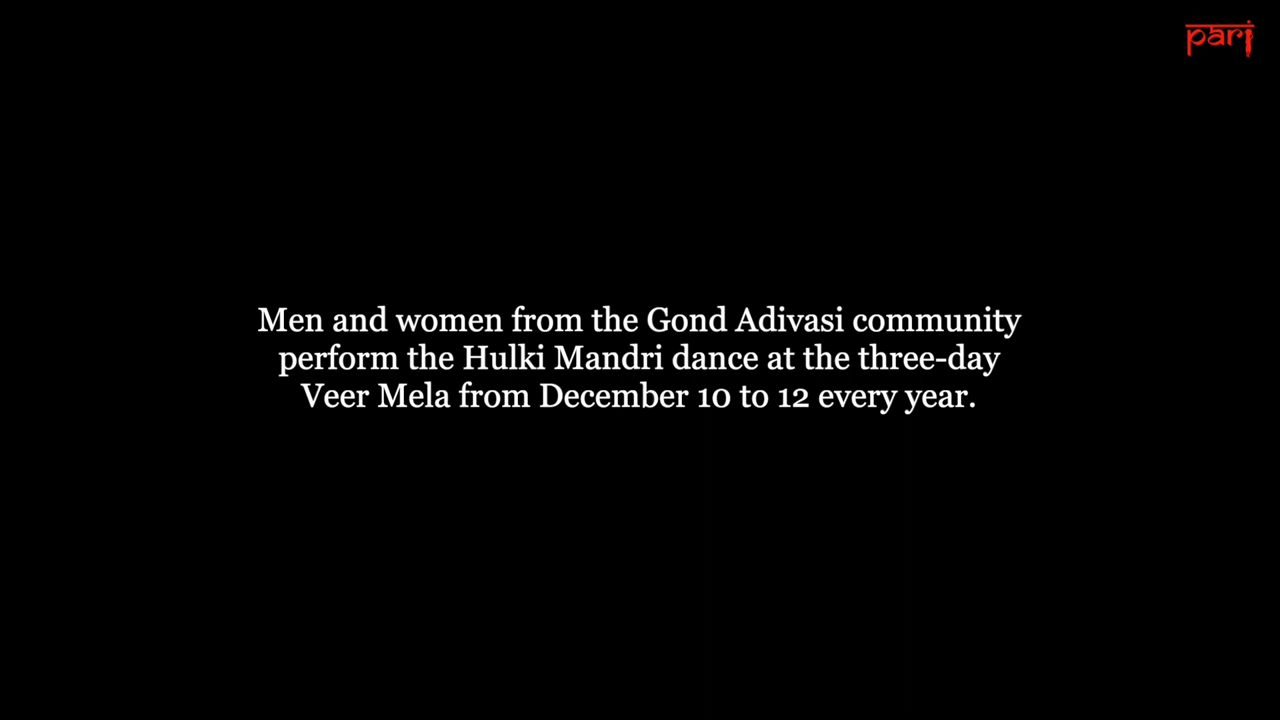 pari
Men and women from the Gond Adivasi community
perform the Hulki Mandri dance at the three-day
Veer Mela from December 10 to 12 every year.